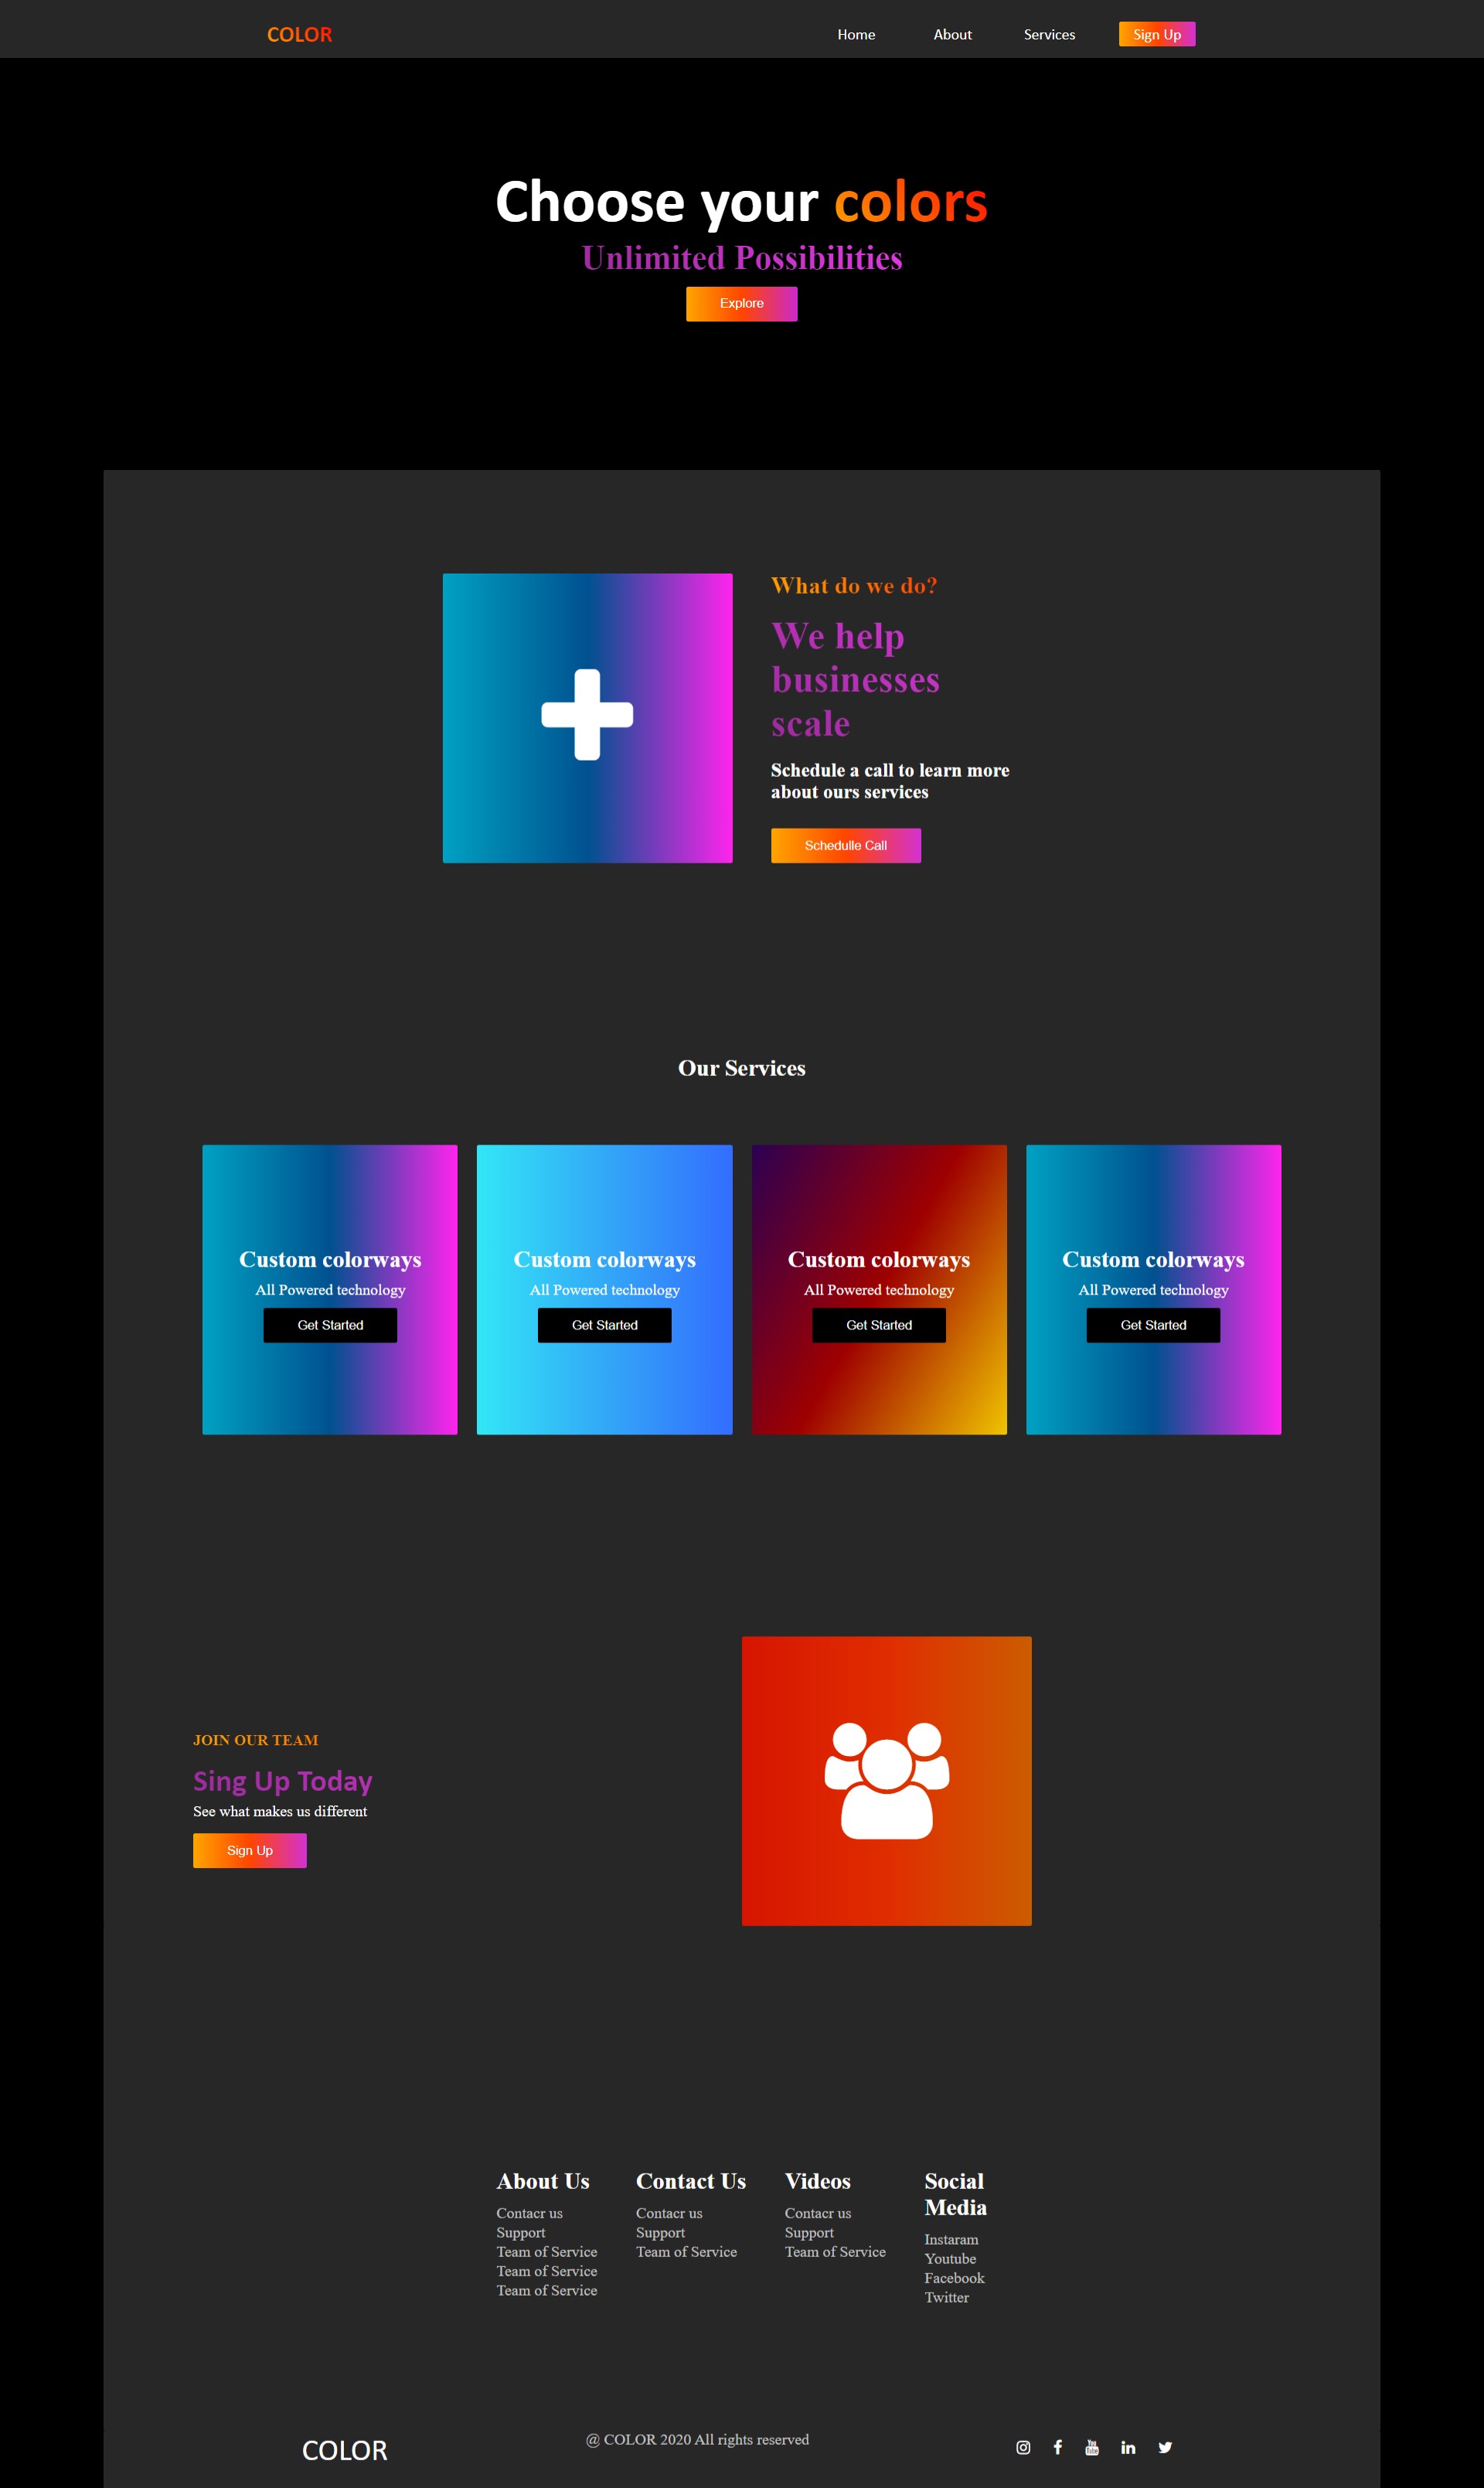 COLOR
Home
About
Services
Sign Up
Choose your colors
Unlimited Possibilities
Explore
What do we do?
We help
businesses
scale
Schedule a call to learn more
about ours services
Schedulle Call
Our Services
Custom colorways
All Powered technology
Get Started
Custom colorways
All Powered technology
Get Started
Custom colorways
All Powered technology
Get Started
Custom colorways
All Powered technology
Get Started
JOIN OUR TEAM
Sing Up Today
See what makes us different
Sign Up
About Us
Contacr us
Support
Team of Service
Team of Service
Team of Service
Contact Us
Contacr us
Support
Team of Service
Videos
Contacr us
Support
Team of Service
Social
Media
Instaram
Youtube
Facebook
Twitter
COLOR
@ COLOR 2020 All rights reserved